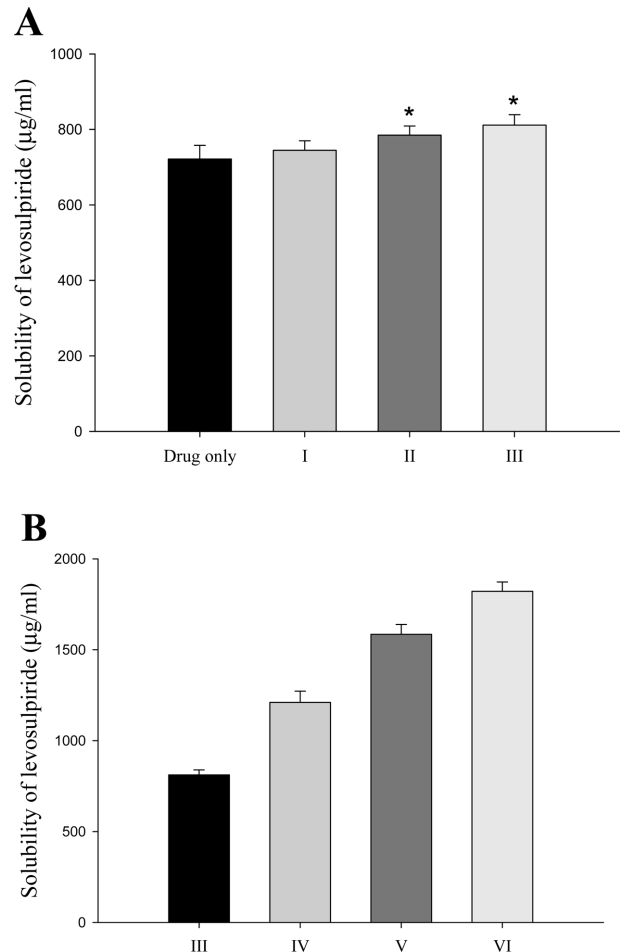 A
Solubility of levosulpiride (µg/ml)
1000
800
600
400
200
0
*
*
Drug only I II III
B
Solubility of levosulpiride (µg/ml)
2000
1500
1000
500
0
III IV V VI